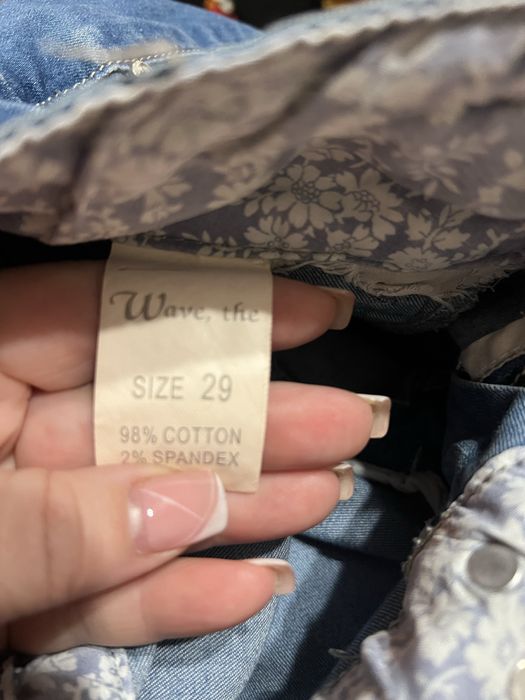 Wave, the
SIZE 29
98% COTTON
2% SPANDEX